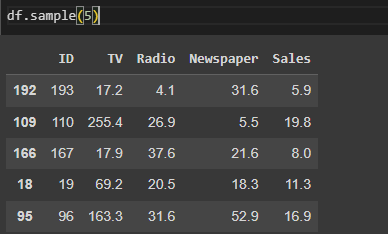 df.sample(5)
ID TV Radio Newspaper Sales
192 193 17.2 4.1 31.6 5.9
109 110 255.4 26.9 5.5 19.8
166 167 17.9 37.6 21.6 8.0
18 19 69.2 20.5 18.3 11.3
95 96 163.3 31.6 52.9 16.9